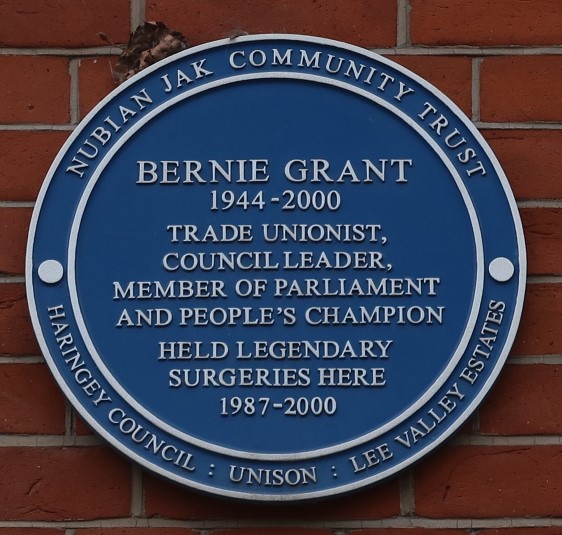 NUBIAN JAK COMMUNITY TRUST
BERNIE GRANT
1944-2000
TRADE UNIONIST,
COUNCIL LEADER,
MEMBER OF PARLIAMENT
AND PEOPLE'S CHAMPION
HELD LEGENDARY
SURGERIES HERE
1987-2000
HARINGEY COUNCIL : UNISON : LEE VALLEY ESTATES